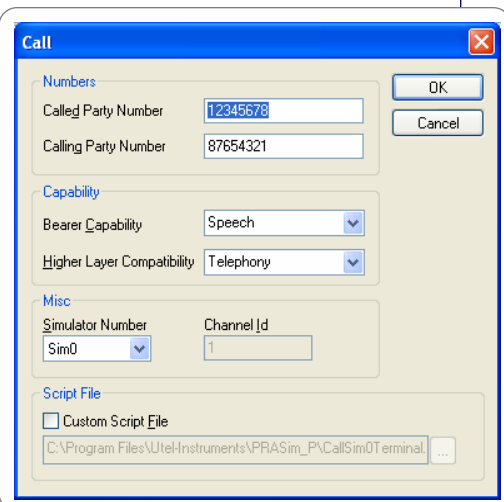 Call
Numbers
Called Party Number 12345678
Calling Party Number 87654321
OK
Cancel
Capability
Bearer Capability Speech
Higher Layer Compatibility Telephony
Misc
Simulator Number Channel Id
Sim0 1
Script File
Custom Script File
C:\Program Files\Utel-Instruments\PRASim_P\CallSim0Terminal. ...